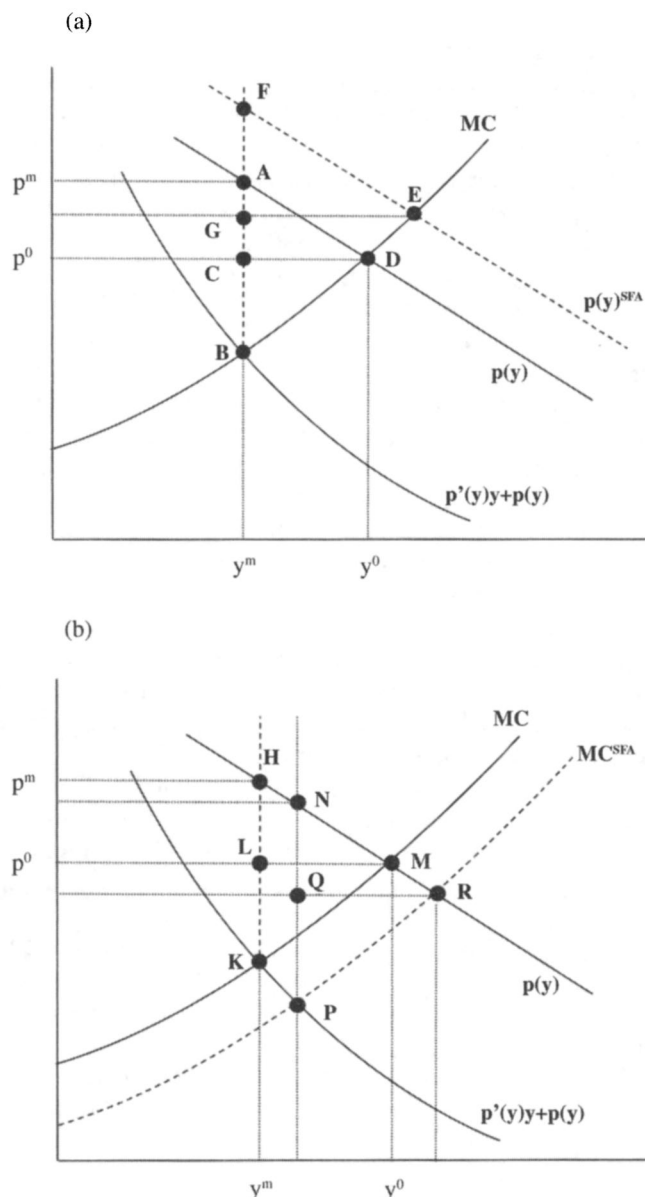 (a)
F
MC
p^m
A
E
G
p^0
C
D
p(y)^SFA
B
p(y)
p'(y)y+p(y)
y^m
y^0
(b)
MC
MC^SFA
H
p^m
N
L
M
p^0
Q
R
K
p(y)
P
p'(y)y+p(y)
y^m
y^0